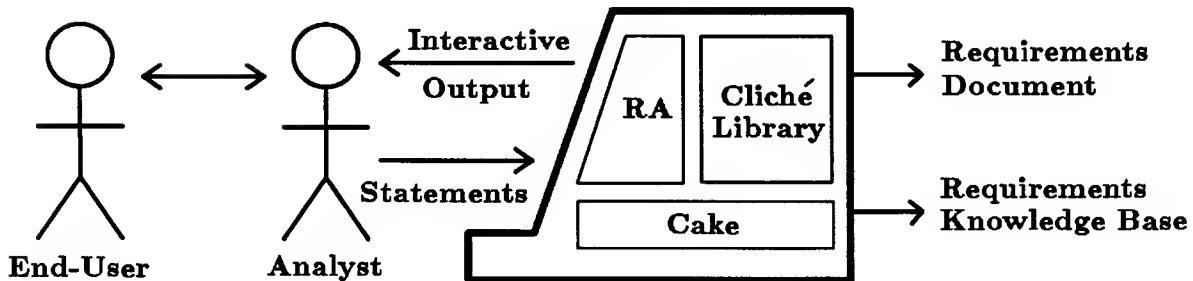 Interactive
Output
Statements
End-User
Analyst
RA
Cliché
Library
Cake
Requirements
Document
Requirements
Knowledge Base